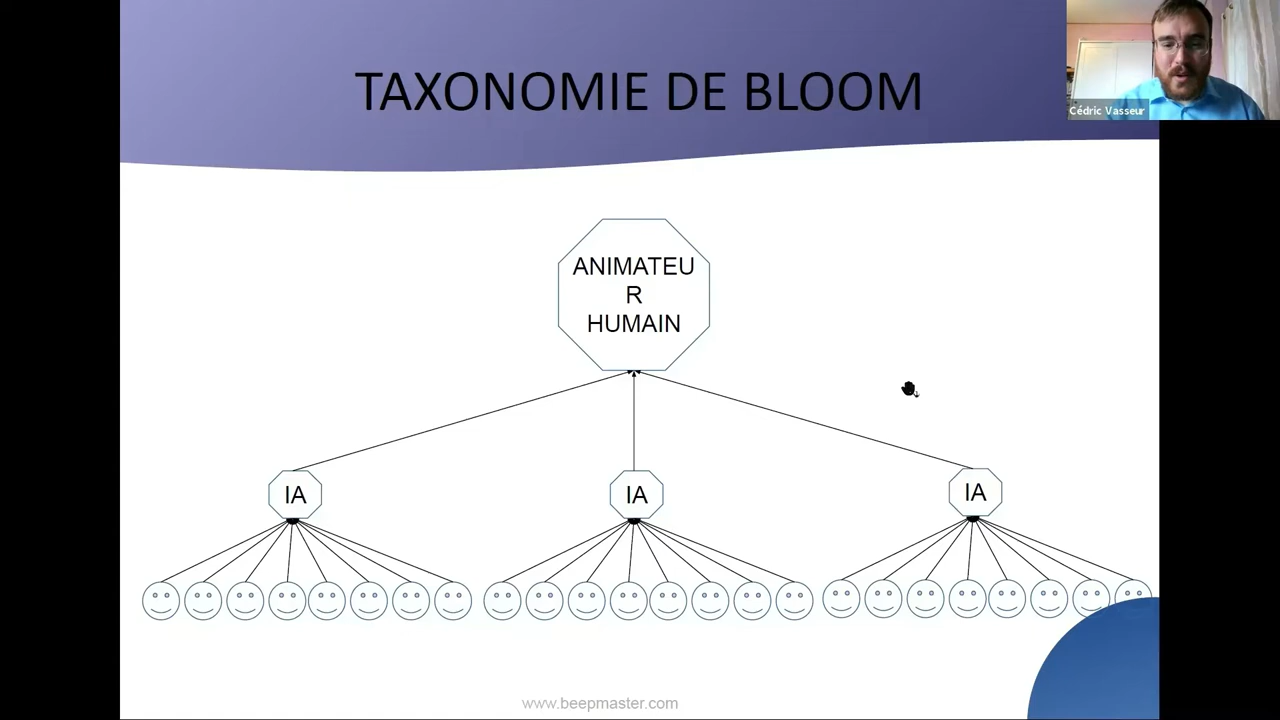 TAXONOMIE DE BLOOM
Cédric Vasseur
ANIMATEU
R
HUMAIN
IA
IA
IA
www.beepmaster.com